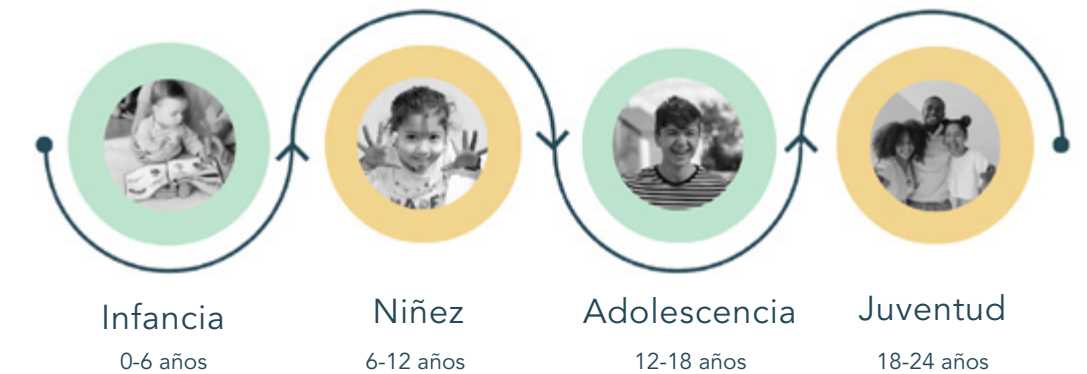 Infancia
0-6 años
Niñez
6-12 años
Adolescencia
12-18 años
Juventud
18-24 años